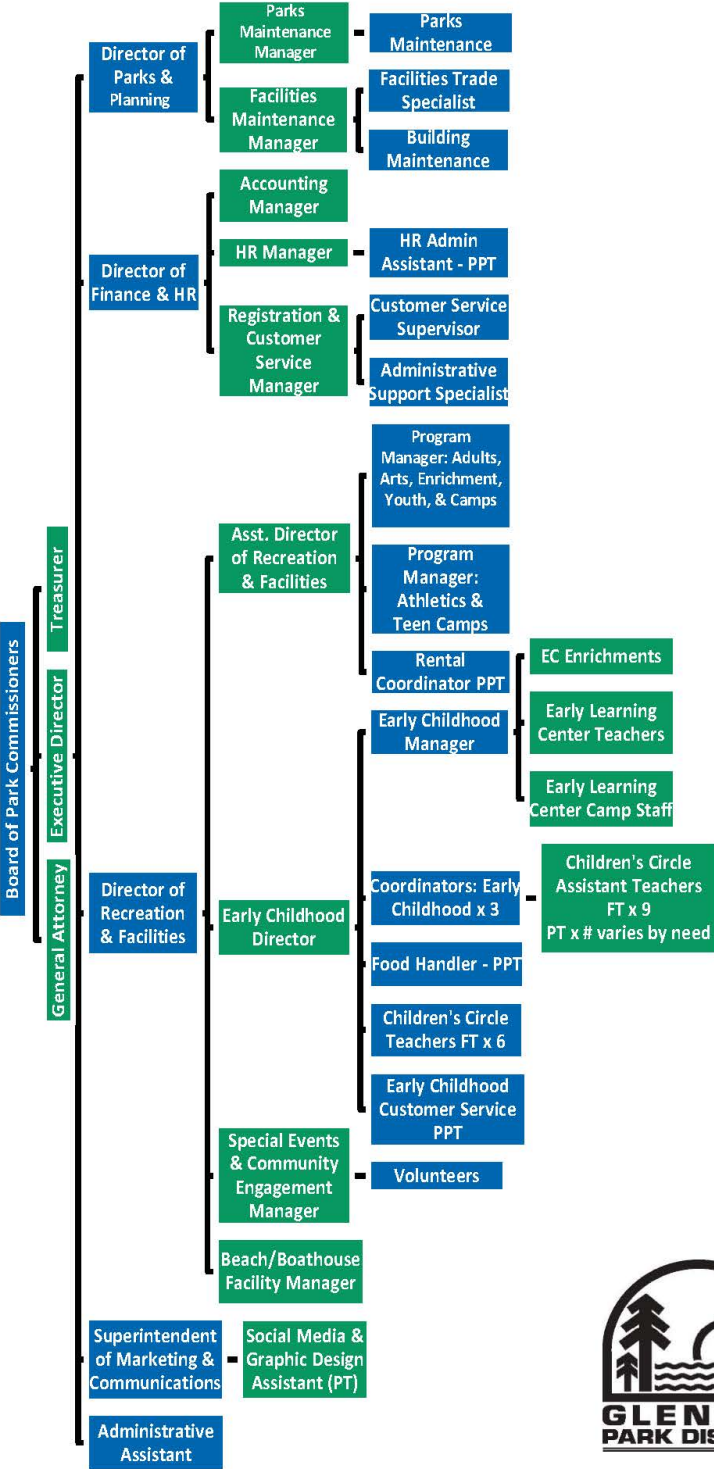 Board of Park Commissioners
Treasurer
Executive Director
General Attorney
Director of
Parks &
Planning
Parks
Maintenance
Manager
Parks
Maintenance
Facilities
Maintenance
Manager
Facilities Trade
Specialist
Building
Maintenance
Director of
Finance & HR
Accounting
Manager
HR Manager
HR Admin
Assistant - PPT
Registration &
Customer
Service
Manager
Customer Service
Supervisor
Administrative
Support Specialist
Director of
Recreation
& Facilities
Asst. Director
of Recreation
& Facilities
Program
Manager: Adults,
Arts, Enrichment,
Youth, & Camps
Program
Manager:
Athletics &
Teen Camps
Rental
Coordinator PPT
Early Childhood
Director
Early Childhood
Manager
EC Enrichments
Early Learning
Center Teachers
Early Learning
Center Camp Staff
Coordinators: Early
Childhood x 3
Children's Circle
Assistant Teachers
FT x 9
PT x # varies by need
Food Handler - PPT
Children's Circle
Teachers FT x 6
Early Childhood
Customer Service
PPT
Special Events
& Community
Engagement
Manager
Volunteers
Beach/Boathouse
Facility Manager
Superintendent
of Marketing &
Communications
Social Media &
Graphic Design
Assistant (PT)
Administrative
Assistant
GLEN
PARK DIS